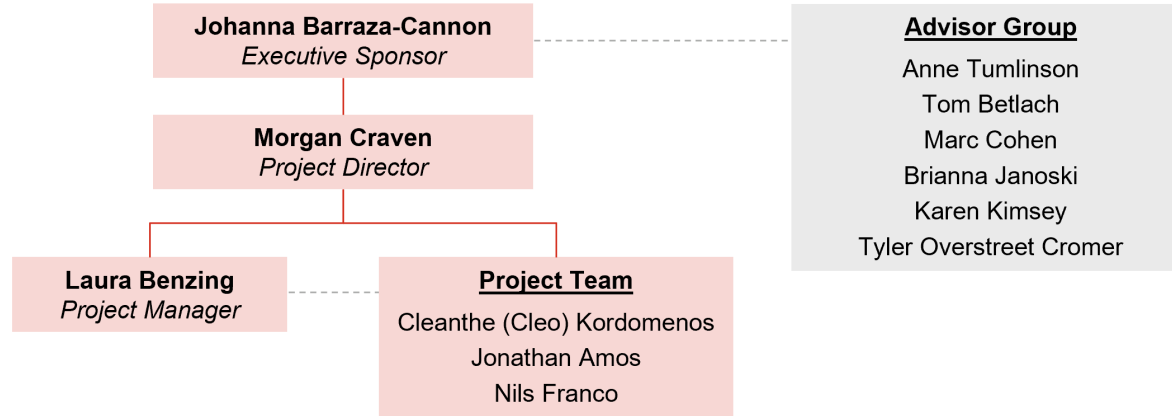 Johanna Barraza-Cannon
Executive Sponsor
Advisor Group
Anne Tumlinson
Tom Betlach
Marc Cohen
Brianna Janoski
Karen Kimsey
Tyler Overstreet Cromer
Morgan Craven
Project Director
Laura Benzing
Project Manager
Project Team
Cleanthe (Cleo) Kordomenos
Jonathan Amos
Nils Franco